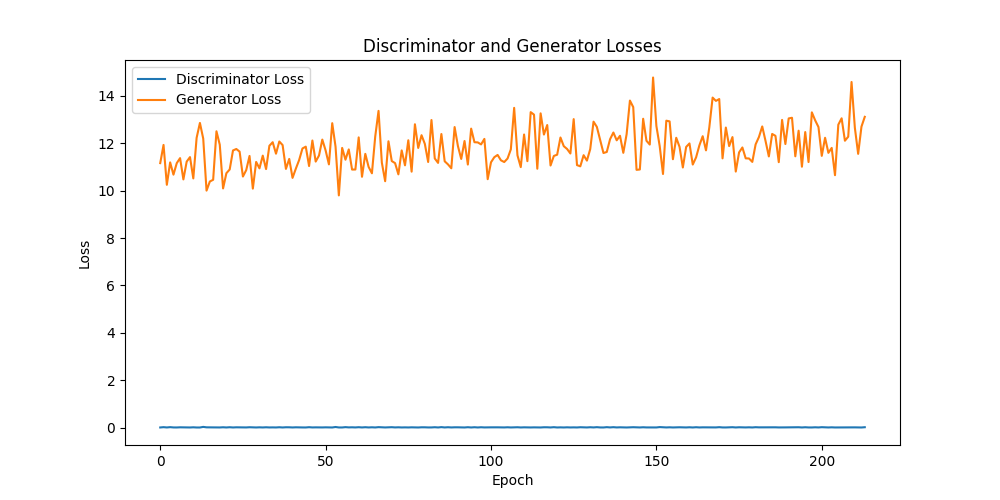 Discriminator and Generator Losses
Discriminator Loss
Generator Loss
14
12
10
8
6
4
2
0
Loss
0 50 100 150 200
Epoch